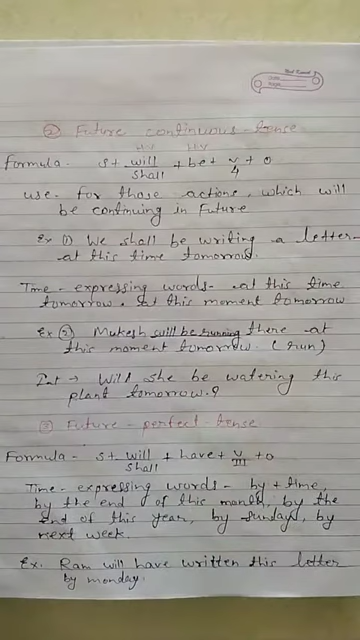 ② Future continuous-tense
H.V H.V
Formula- S+ will/shall + be + V/4 + O
use- For those actions, which will
be continuing in Future
Ex ① We shall be writing a letter
at this time tomorrow.
Time-expressing words- at this time
tomorrow, at this moment tomorrow
Ex ② Mukesh will be running there at
this moment tomorrow. (run)
Int → Will she be watering this
plant tomorrow?
③ Future-perfect-tense
Formula- S+ will/shall + have + V/III + O
Time-expressing words- by + time,
by the end of this month, by the
end of this year, by sunday, by
next week.
Ex. Ram will have written this letter
by monday.